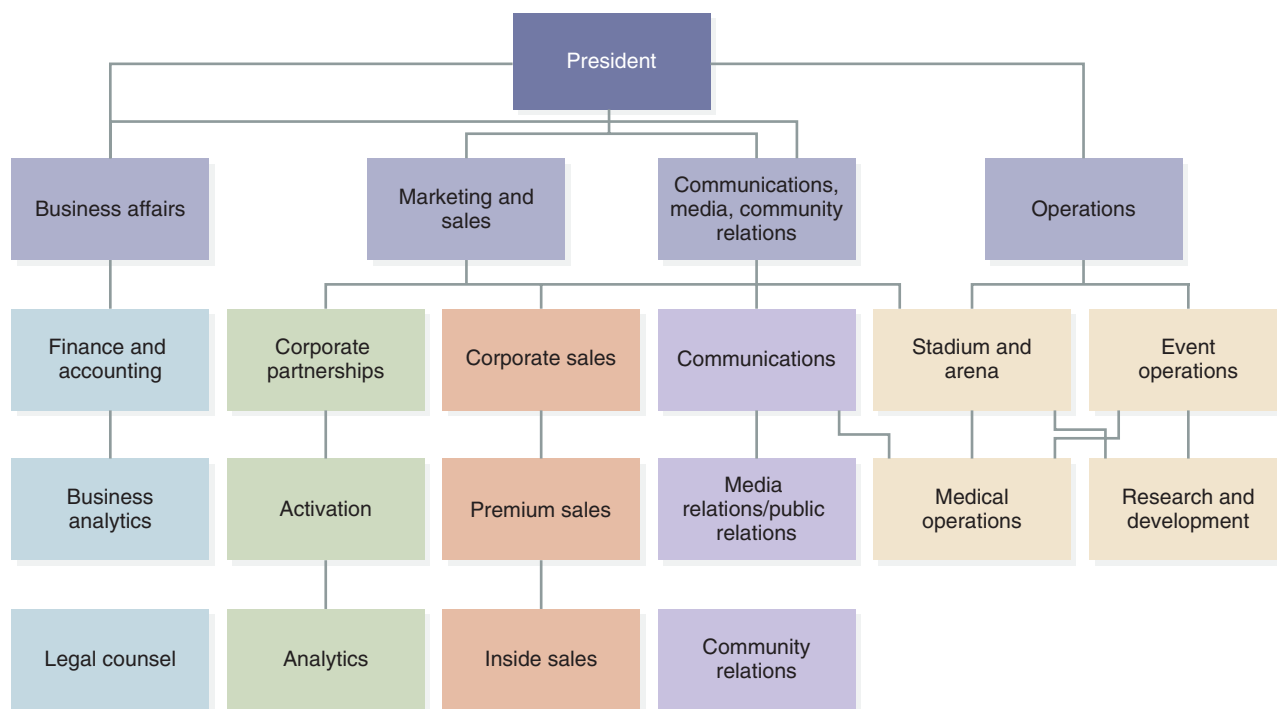 President
Business affairs
Marketing and
sales
Communications,
media, community
relations
Operations
Finance and
accounting
Corporate
partnerships
Corporate sales
Communications
Stadium and
arena
Event
operations
Business
analytics
Activation
Premium sales
Media
relations/public
relations
Medical
operations
Research and
development
Legal counsel
Analytics
Inside sales
Community
relations